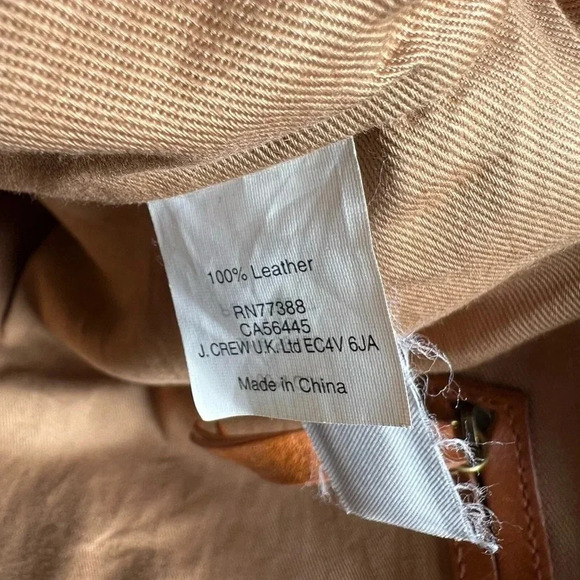 100% Leather
RN77388
CA56445
J. CREW U.K. Ltd EC4V 6JA
Made in China